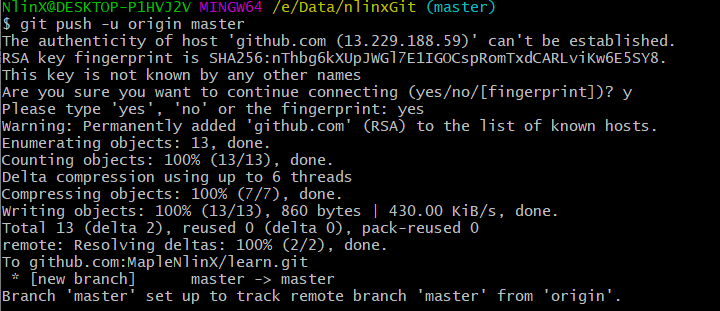 NlinX@DESKTOP-P1HVJ2V MINGW64 /e/Data/nlinxGit (master)
$ git push -u origin master
The authenticity of host 'github.com (13.229.188.59)' can't be established.
RSA key fingerprint is SHA256:nThbg6kXUpJWGl7E1IGOCspRomTxdCARLviKw6E5SY8.
This key is not known by any other names
Are you sure you want to continue connecting (yes/no/[fingerprint])? y
Please type 'yes', 'no' or the fingerprint: yes
Warning: Permanently added 'github.com' (RSA) to the list of known hosts.
Enumerating objects: 13, done.
Counting objects: 100% (13/13), done.
Delta compression using up to 6 threads
Compressing objects: 100% (7/7), done.
Writing objects: 100% (13/13), 860 bytes | 430.00 KiB/s, done.
Total 13 (delta 2), reused 0 (delta 0), pack-reused 0
remote: Resolving deltas: 100% (2/2), done.
To github.com:MapleNlinX/learn.git
 * [new branch]      master -> master
Branch 'master' set up to track remote branch 'master' from 'origin'.